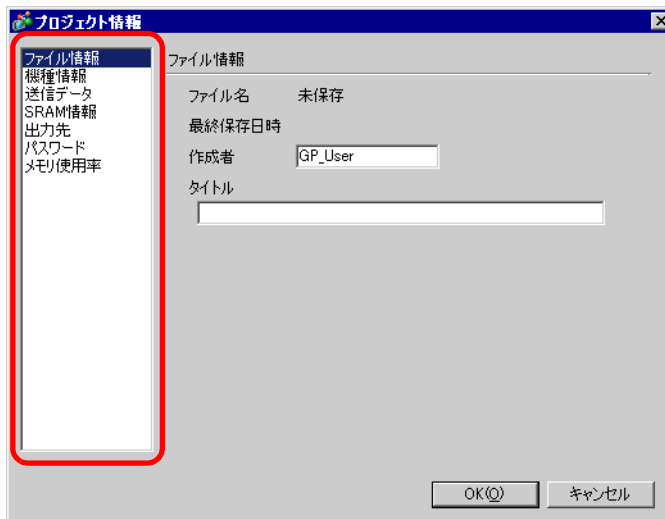 プロジェクト情報
ファイル情報
機種情報
送信データ
SRAM情報
出力先
パスワード
メモリ使用率
ファイル情報
ファイル名 未保存
最終保存日時
作成者 GP_User
タイトル
OK(O) キャンセル